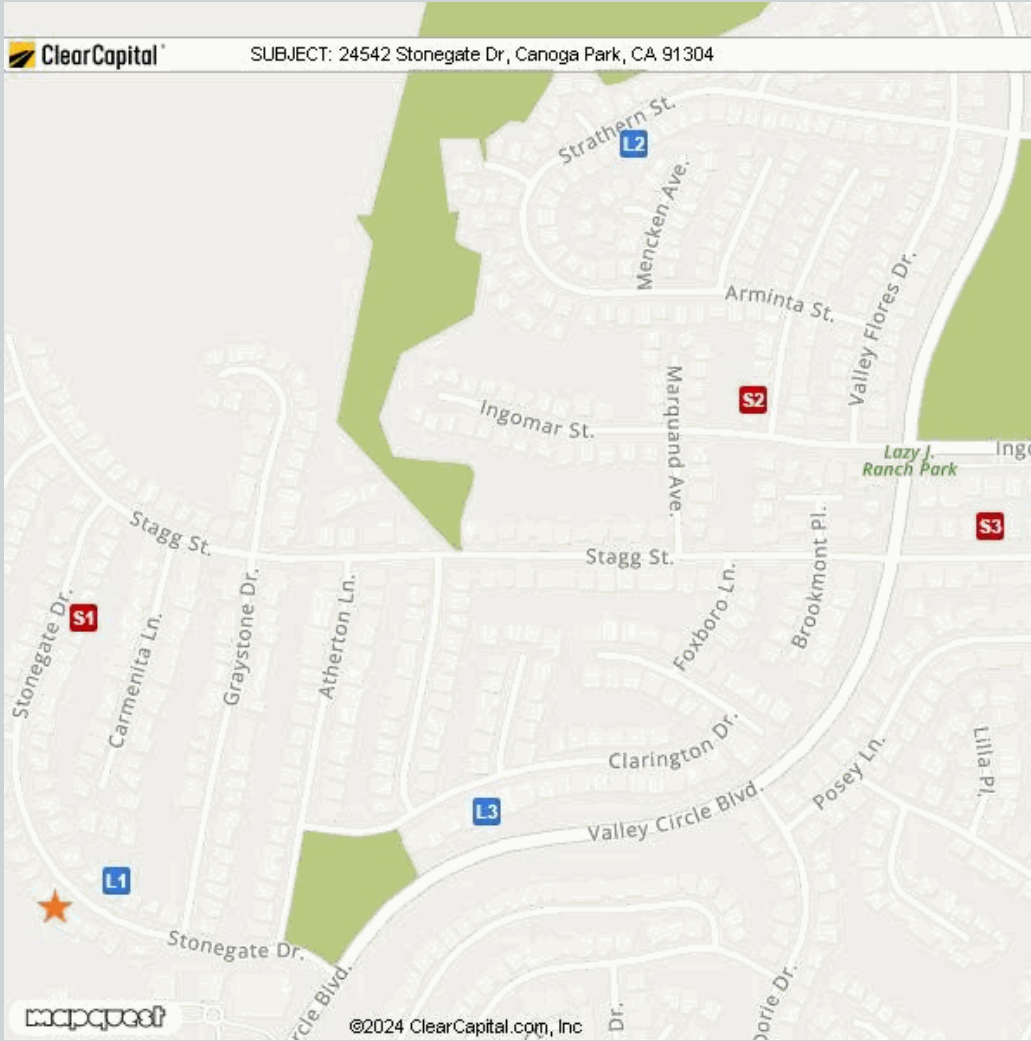 ClearCapital
SUBJECT: 24542 Stonegate Dr, Canoga Park, CA 91304
Strathern St.
L2
Mencken Ave.
Arminta St.
Valley Flores Dr.
Marquand Ave.
S2
Ingomar St.
Lazy J.
Ranch Park
Ingo
S3
Stagg St.
Stagg St.
Brookmont Pl.
Foxboro Ln.
S1
Stonegate Dr.
Carmenita Ln.
Graystone Dr.
Atherton Ln.
Clarington Dr.
Posey Ln.
Lilla Pl.
L3
Valley Circle Blvd.
L1
Stonegate Dr.
rcle Blvd.
Dr.
oorie Dr.
mapquest
©2024 ClearCapital.com, Inc